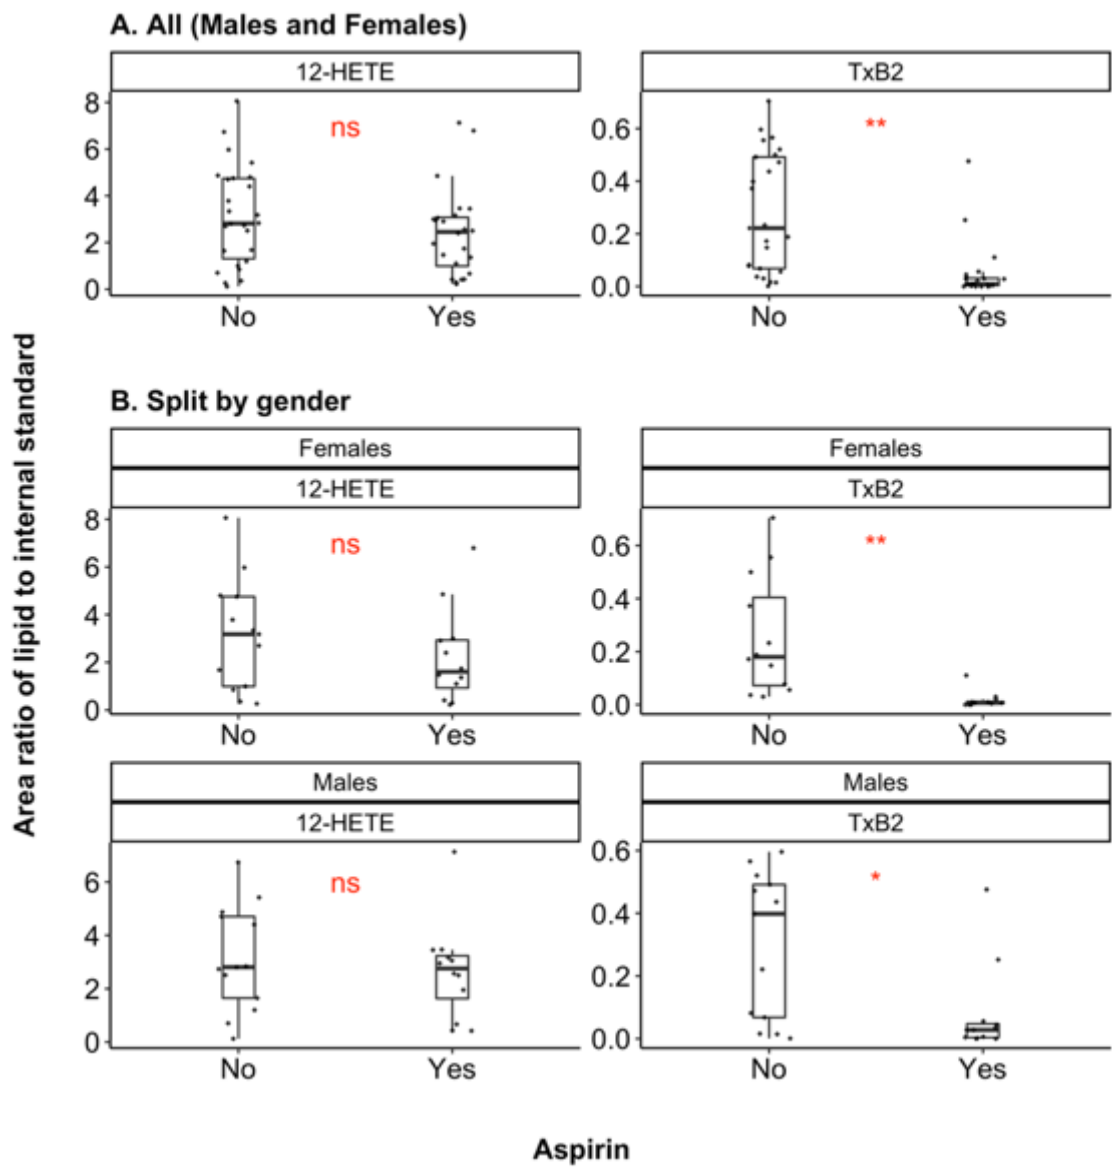 A. All (Males and Females)
12-HETE
TxB2
8
6
4
2
0
ns
No
Yes
0.6
0.4
0.2
0.0
**
No
Yes
Area ratio of lipid to internal standard
B. Split by gender
Females
12-HETE
Females
TxB2
8
6
4
2
0
ns
No
Yes
0.6
0.4
0.2
0.0
**
No
Yes
Males
12-HETE
Males
TxB2
6
4
2
0
ns
No
Yes
0.6
0.4
0.2
0.0
*
No
Yes
Aspirin